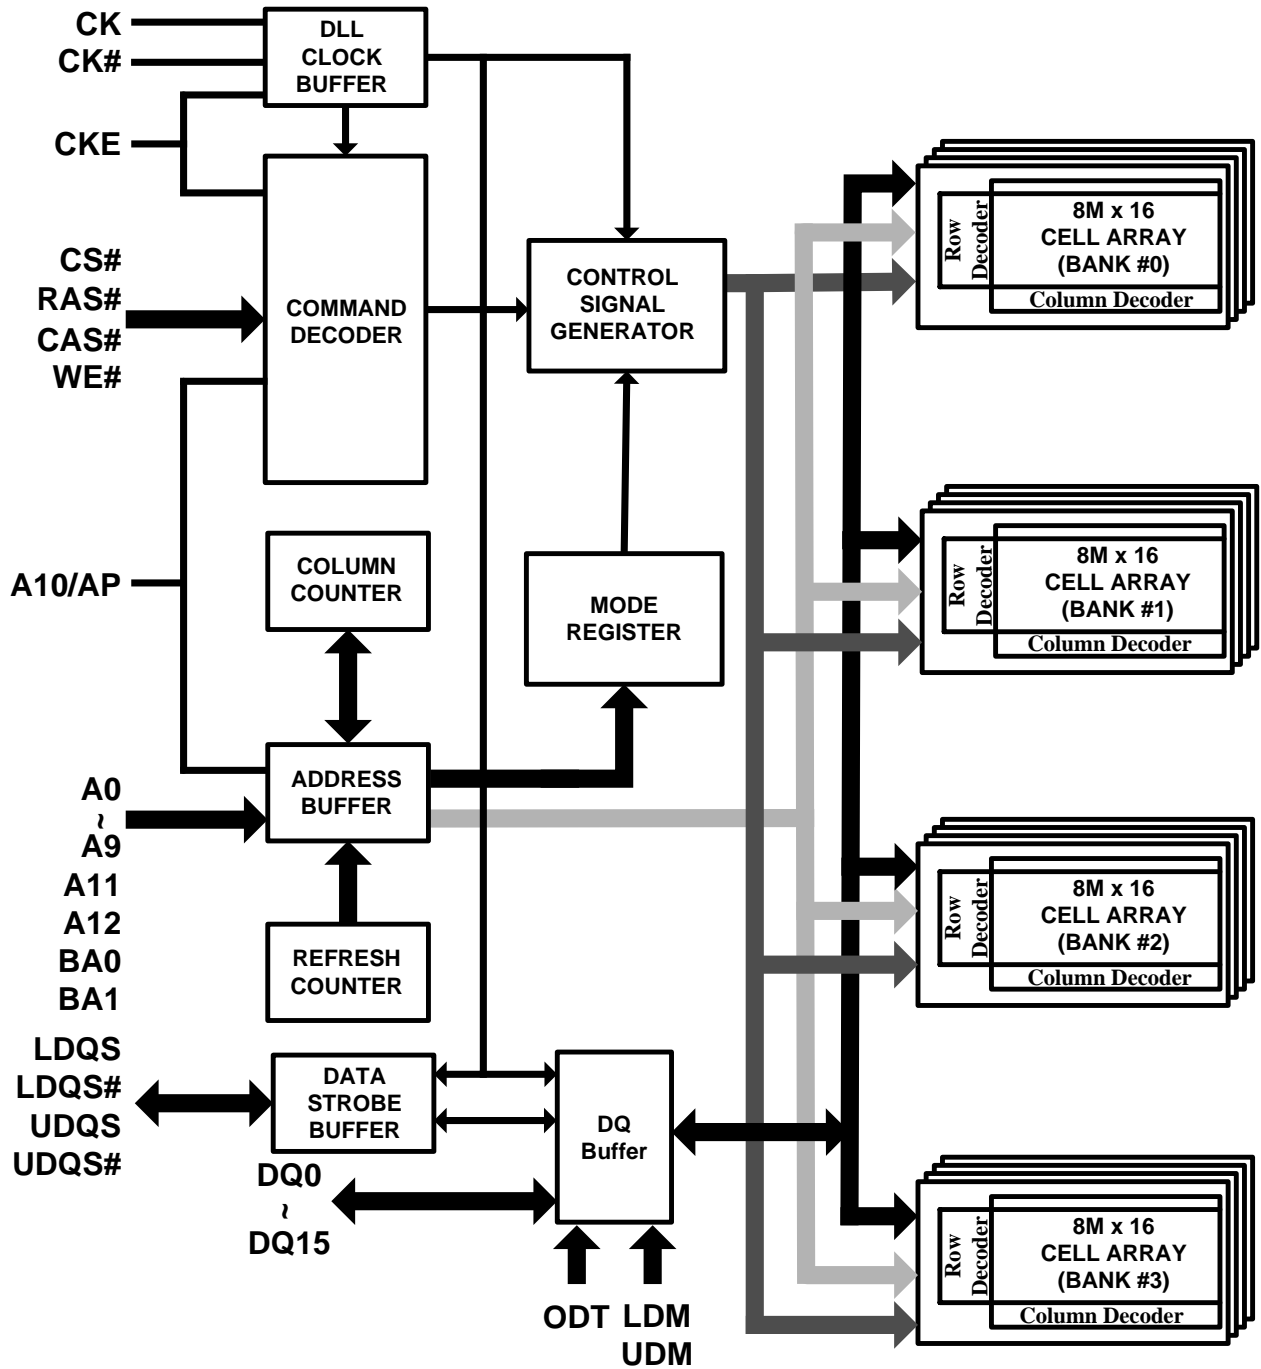 CK
CK#
CKE
CS#
RAS#
CAS#
WE#
A10/AP
A0
~
A9
A11
A12
BA0
BA1
LDQS
LDQS#
UDQS
UDQS#
DQ0
~
DQ15
DLL
CLOCK
BUFFER
COMMAND
DECODER
COLUMN
COUNTER
ADDRESS
BUFFER
REFRESH
COUNTER
DATA
STROBE
BUFFER
CONTROL
SIGNAL
GENERATOR
MODE
REGISTER
DQ
Buffer
ODT
LDM
UDM
Row
Decoder
8M x 16
CELL ARRAY
(BANK #0)
Column Decoder
Row
Decoder
8M x 16
CELL ARRAY
(BANK #1)
Column Decoder
Row
Decoder
8M x 16
CELL ARRAY
(BANK #2)
Column Decoder
Row
Decoder
8M x 16
CELL ARRAY
(BANK #3)
Column Decoder